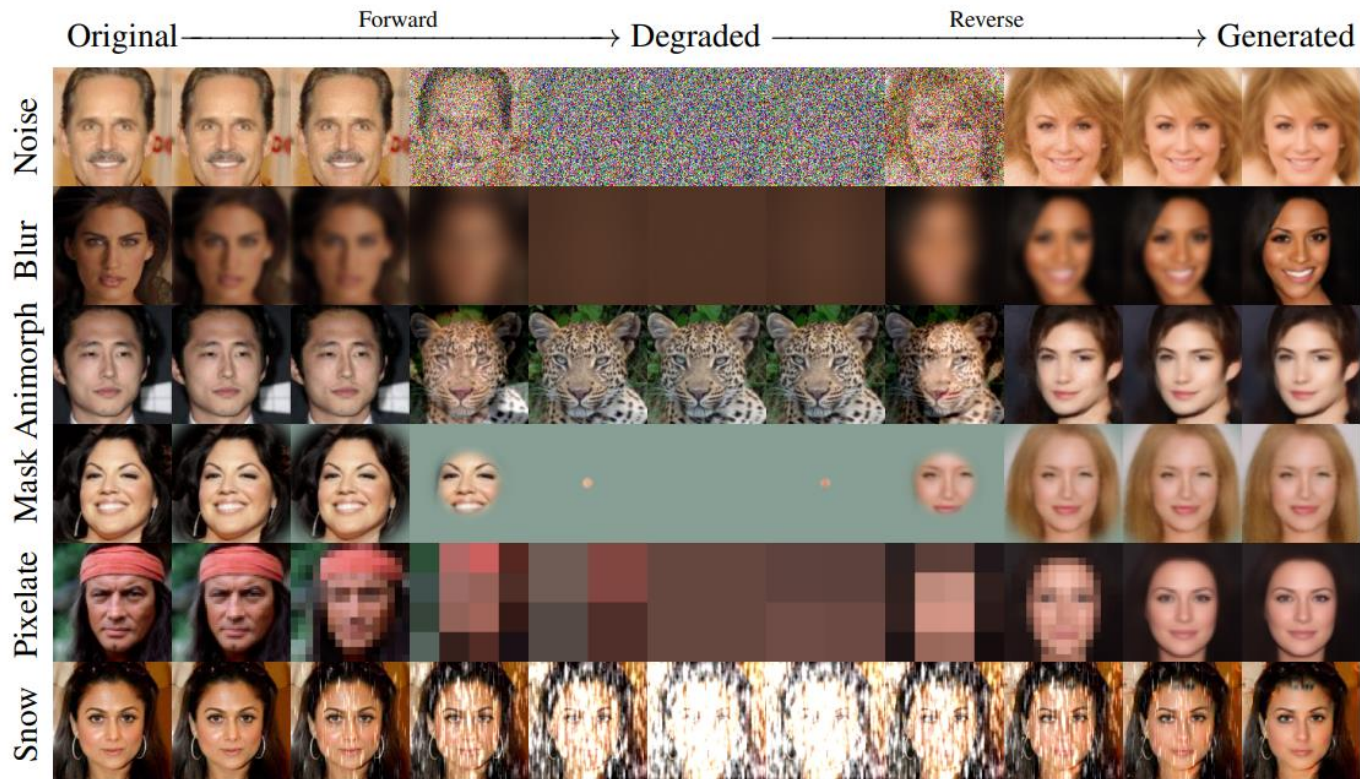 Forward Reverse
Original Degraded Generated
Noise
Blur
Animorph
Mask
Pixelate
Snow